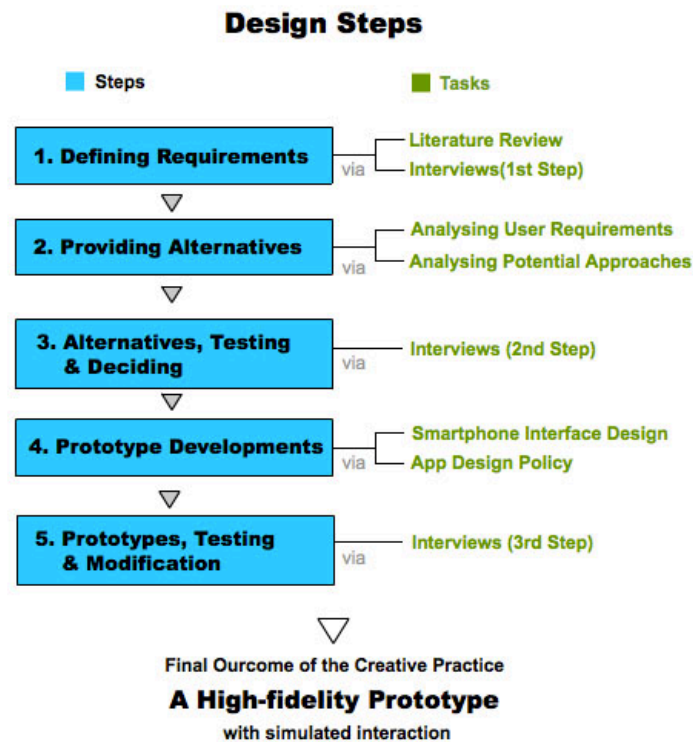 Design Steps
Steps
Tasks
1. Defining Requirements
via
Literature Review
Interviews(1st Step)
2. Providing Alternatives
via
Analysing User Requirements
Analysing Potential Approaches
3. Alternatives, Testing
& Deciding
via
Interviews (2nd Step)
4. Prototype Developments
via
Smartphone Interface Design
App Design Policy
5. Prototypes, Testing
& Modification
via
Interviews (3rd Step)
Final Ourcome of the Creative Practice
A High-fidelity Prototype
with simulated interaction